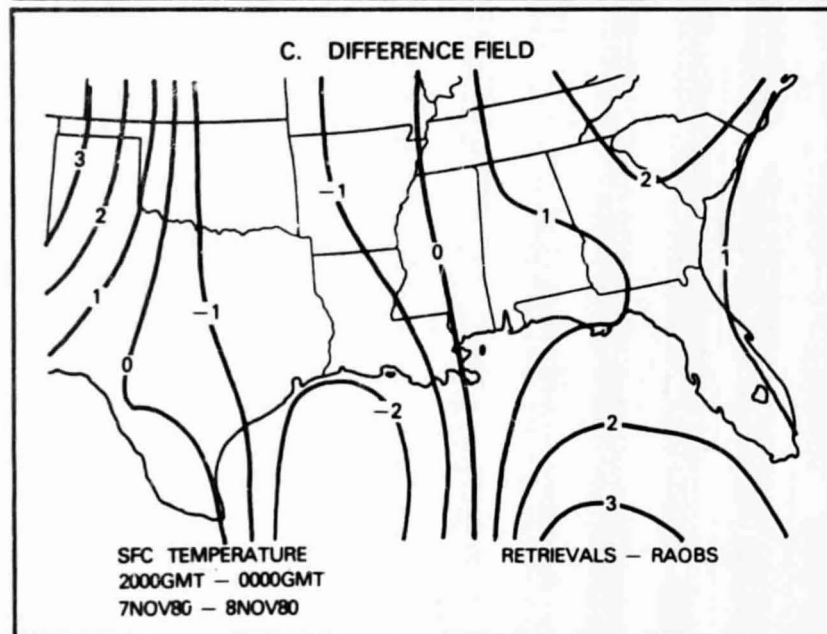 C. DIFFERENCE FIELD
3
2
1
0
−1
−1
0
1
2
1
−2
2
3
SFC TEMPERATURE
2000GMT − 0000GMT
7NOV80 − 8NOV80
RETRIEVALS − RAOBS